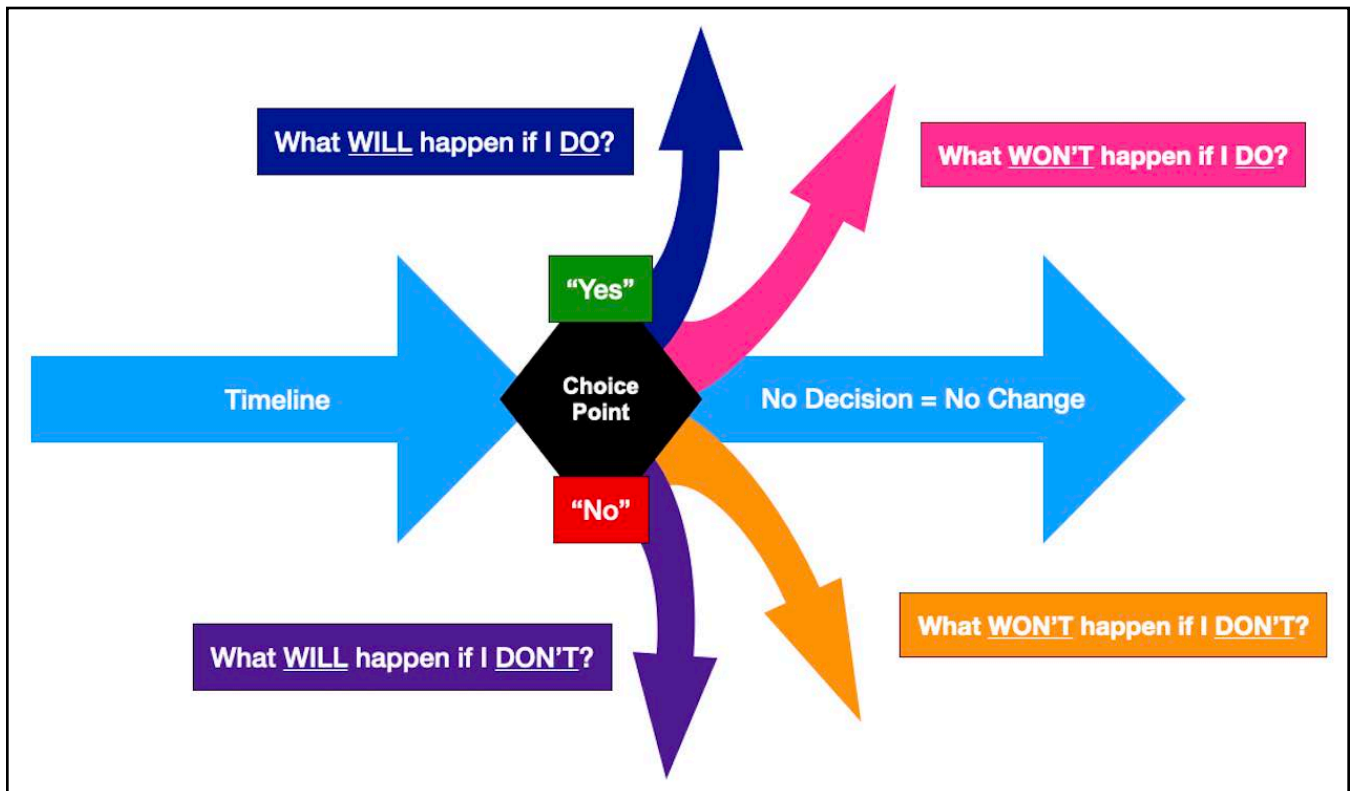 What WILL happen if I DO?
What WON'T happen if I DO?
“Yes”
Timeline
Choice
Point
No Decision = No Change
“No”
What WILL happen if I DON'T?
What WON'T happen if I DON'T?